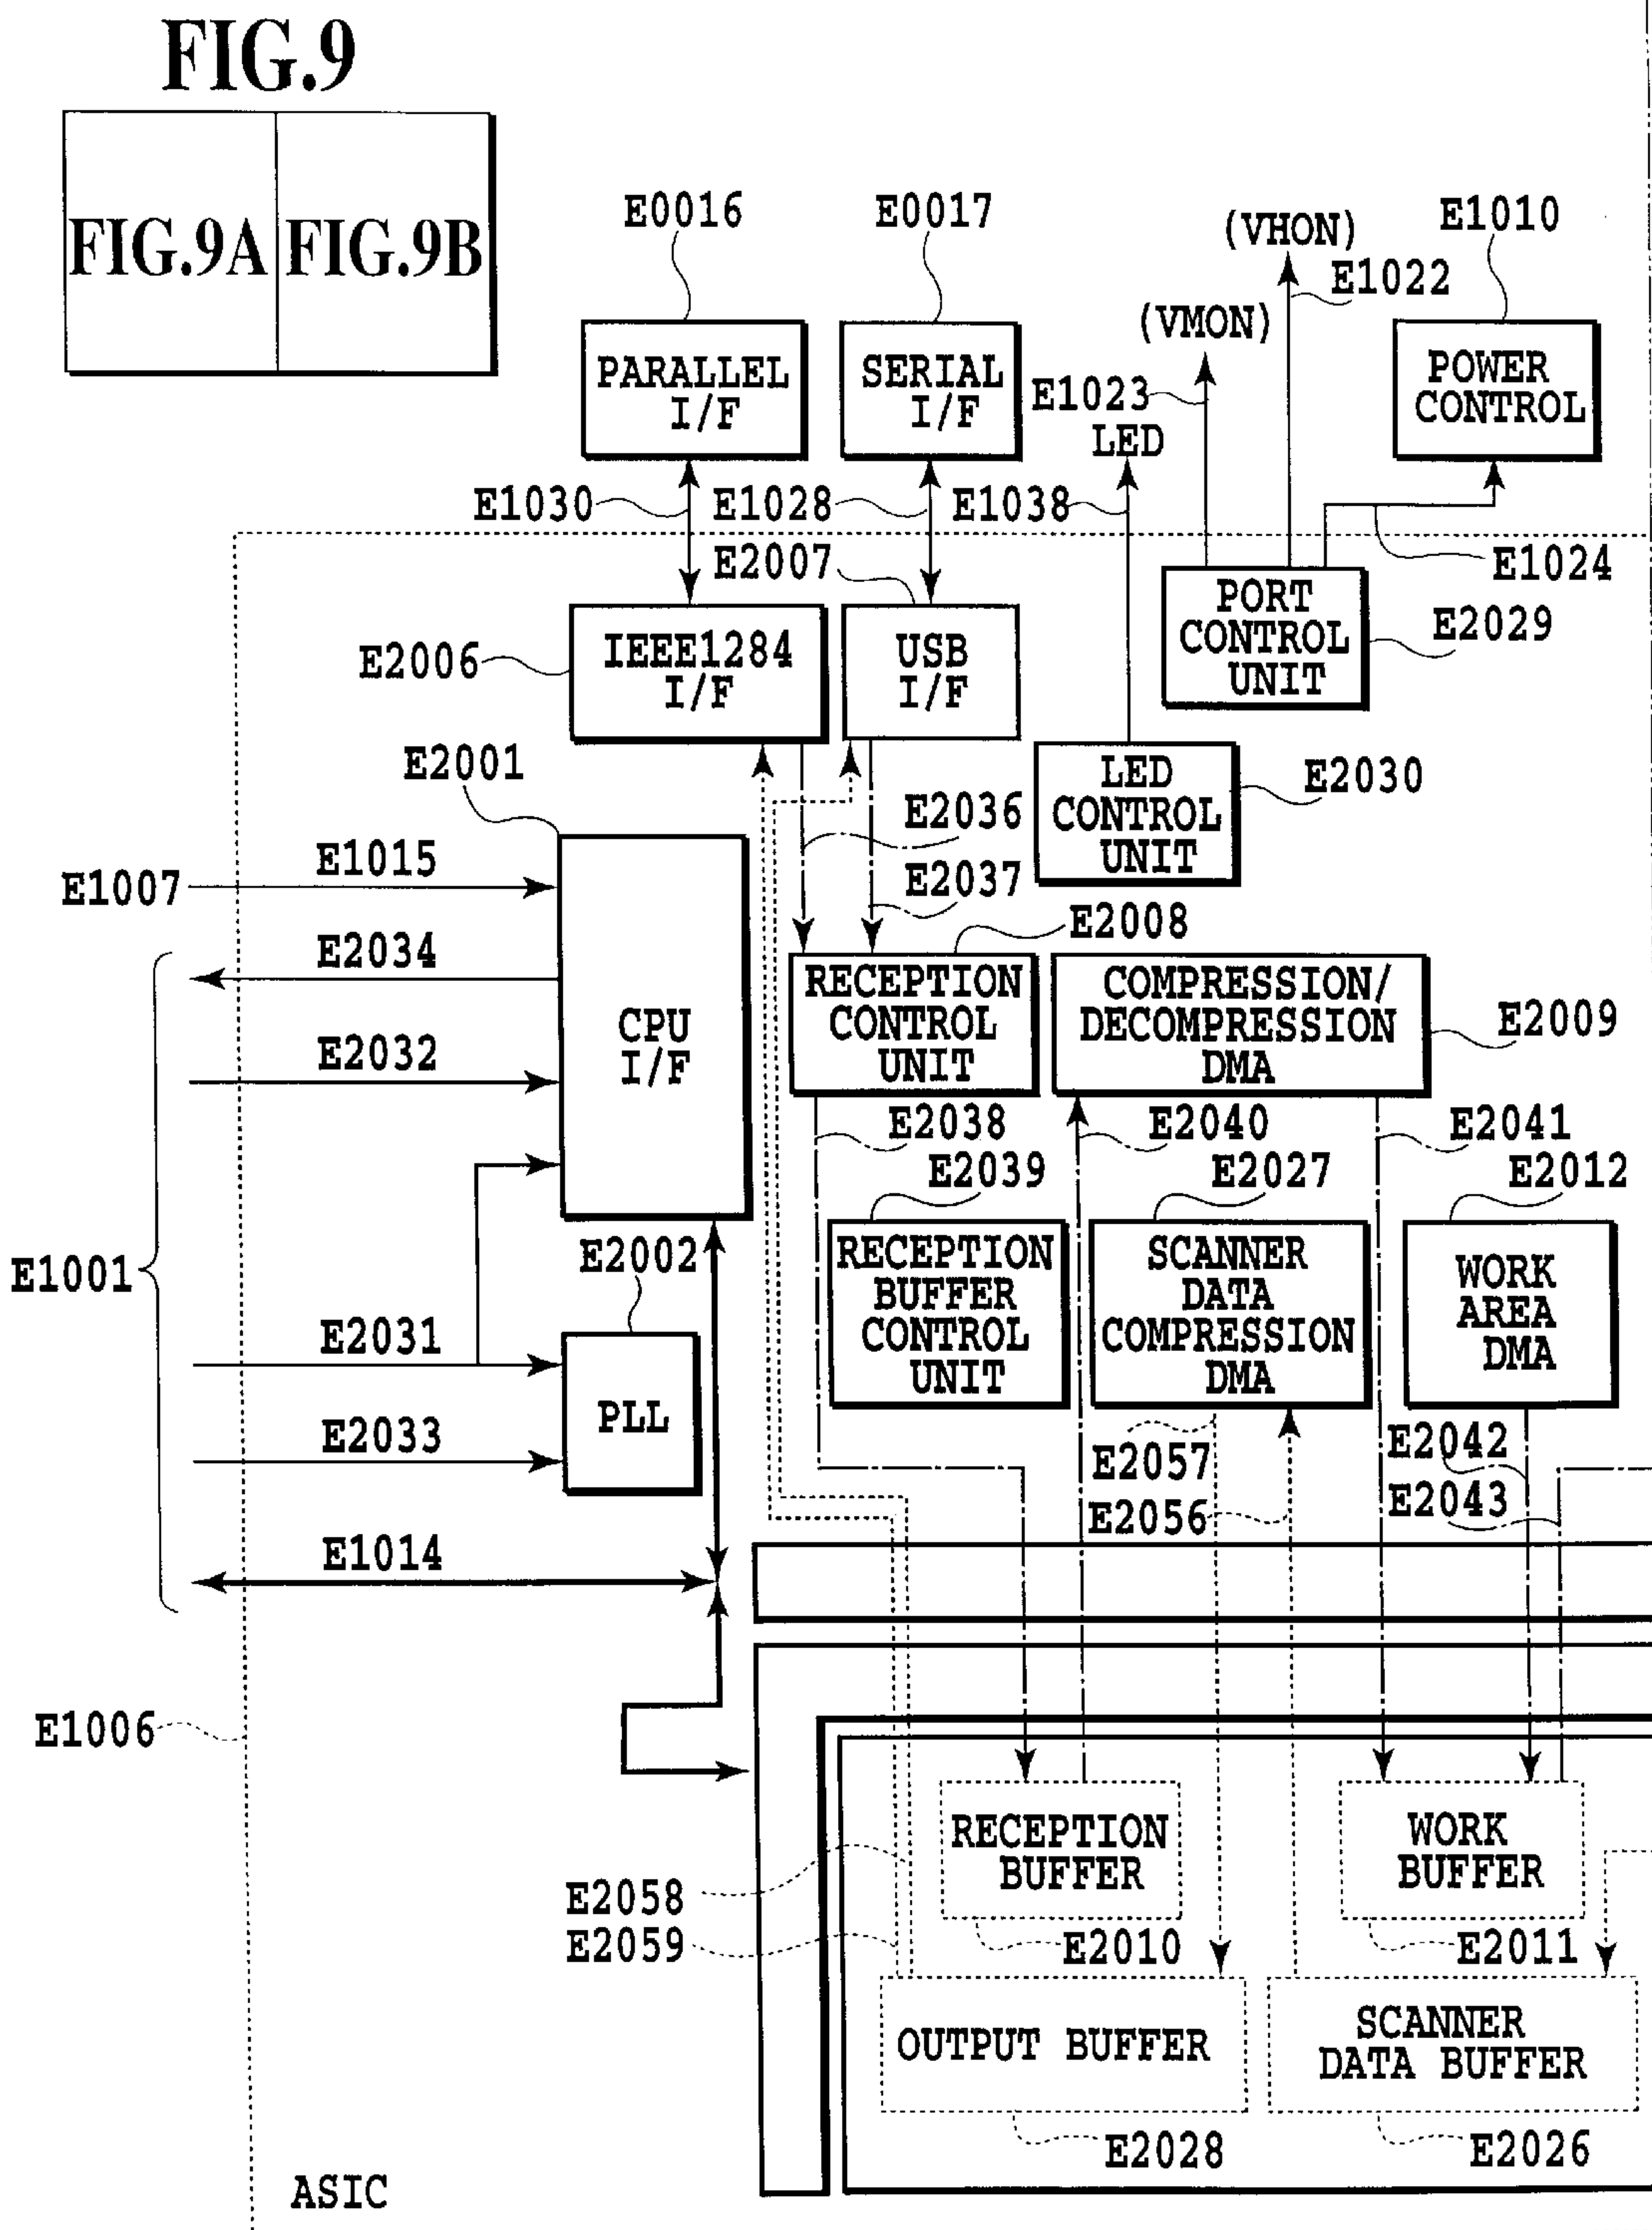 FIG.9
FIG.9A
FIG.9B
E0016
E0017
(VHON)
E1010
E1022
(VMON)
PARALLEL
I/F
SERIAL
I/F
E1023
LED
POWER
CONTROL
E1030
E1028
E1038
E2007
E1024
E2006
IEEE1284
I/F
USB
I/F
PORT
CONTROL
UNIT
E2029
E2001
LED
CONTROL
UNIT
E2030
E2036
E1007
E1015
E2037
E2008
E2034
CPU
I/F
RECEPTION
CONTROL
UNIT
COMPRESSION/
DECOMPRESSION
DMA
E2009
E2032
E2038
E2040
E2041
E2039
E2027
E2012
E1001
E2002
RECEPTION
BUFFER
CONTROL
UNIT
SCANNER
DATA
COMPRESSION
DMA
WORK
AREA
DMA
E2031
PLL
E2033
E2057
E2042
E2056
E2043
E1014
E1006
RECEPTION
BUFFER
WORK
BUFFER
E2058
E2059
E2010
E2011
OUTPUT BUFFER
SCANNER
DATA BUFFER
E2028
E2026
ASIC